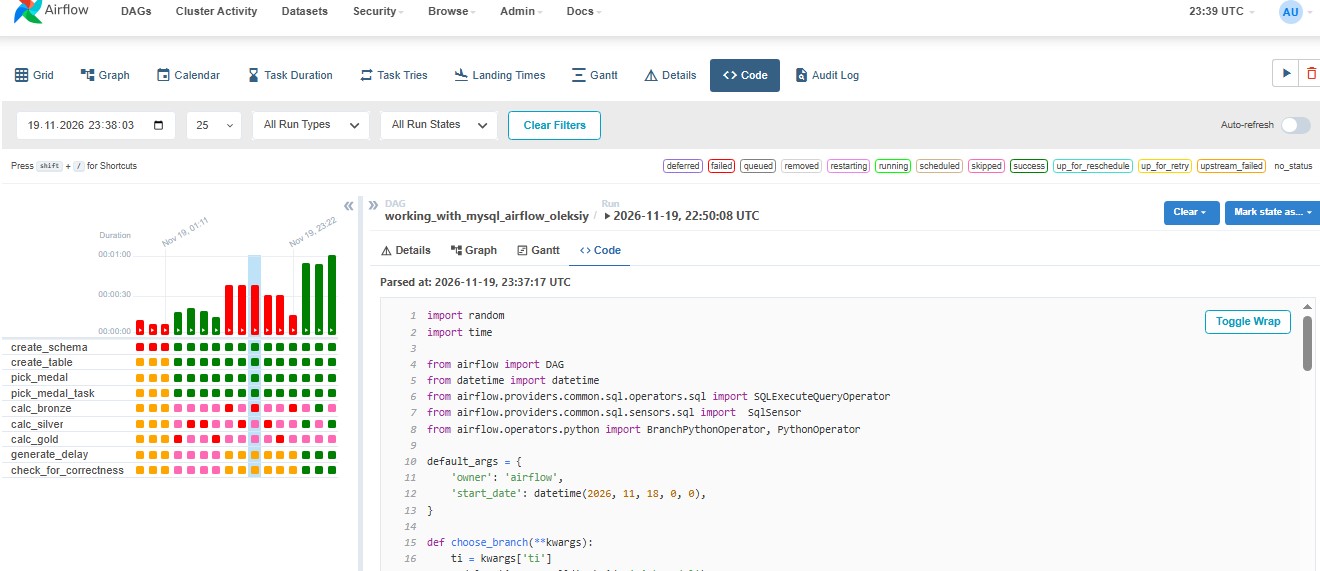 Airflow DAGs Cluster Activity Datasets Security Browse Admin Docs 23:39 UTC AU
Grid Graph Calendar Task Duration Task Tries Landing Times Gantt Details <> Code Audit Log
19.11.2026 23:38:03 25 All Run Types All Run States Clear Filters Auto-refresh
Press shift + / for Shortcuts deferred failed queued removed restarting running scheduled skipped success up_for_reschedule up_for_retry upstream_failed no_status
DAG Run
working_with_mysql_airflow_oleksiy / 2026-11-19, 22:50:08 UTC Clear Mark state as...
Nov 19, 01:11 Nov 19, 23:22
Duration
00:01:00
00:00:30
00:00:00
create_schema
create_table
pick_medal
pick_medal_task
calc_bronze
calc_silver
calc_gold
generate_delay
check_for_correctness
Details Graph Gantt <> Code
Parsed at: 2026-11-19, 23:37:17 UTC
Toggle Wrap
1 import random
2 import time
3
4 from airflow import DAG
5 from datetime import datetime
6 from airflow.providers.common.sql.operators.sql import SQLExecuteQueryOperator
7 from airflow.providers.common.sql.sensors.sql import  SqlSensor
8 from airflow.operators.python import BranchPythonOperator, PythonOperator
9
10 default_args = {
11     'owner': 'airflow',
12     'start_date': datetime(2026, 11, 18, 0, 0),
13 }
14
15 def choose_branch(**kwargs):
16     ti = kwargs['ti']